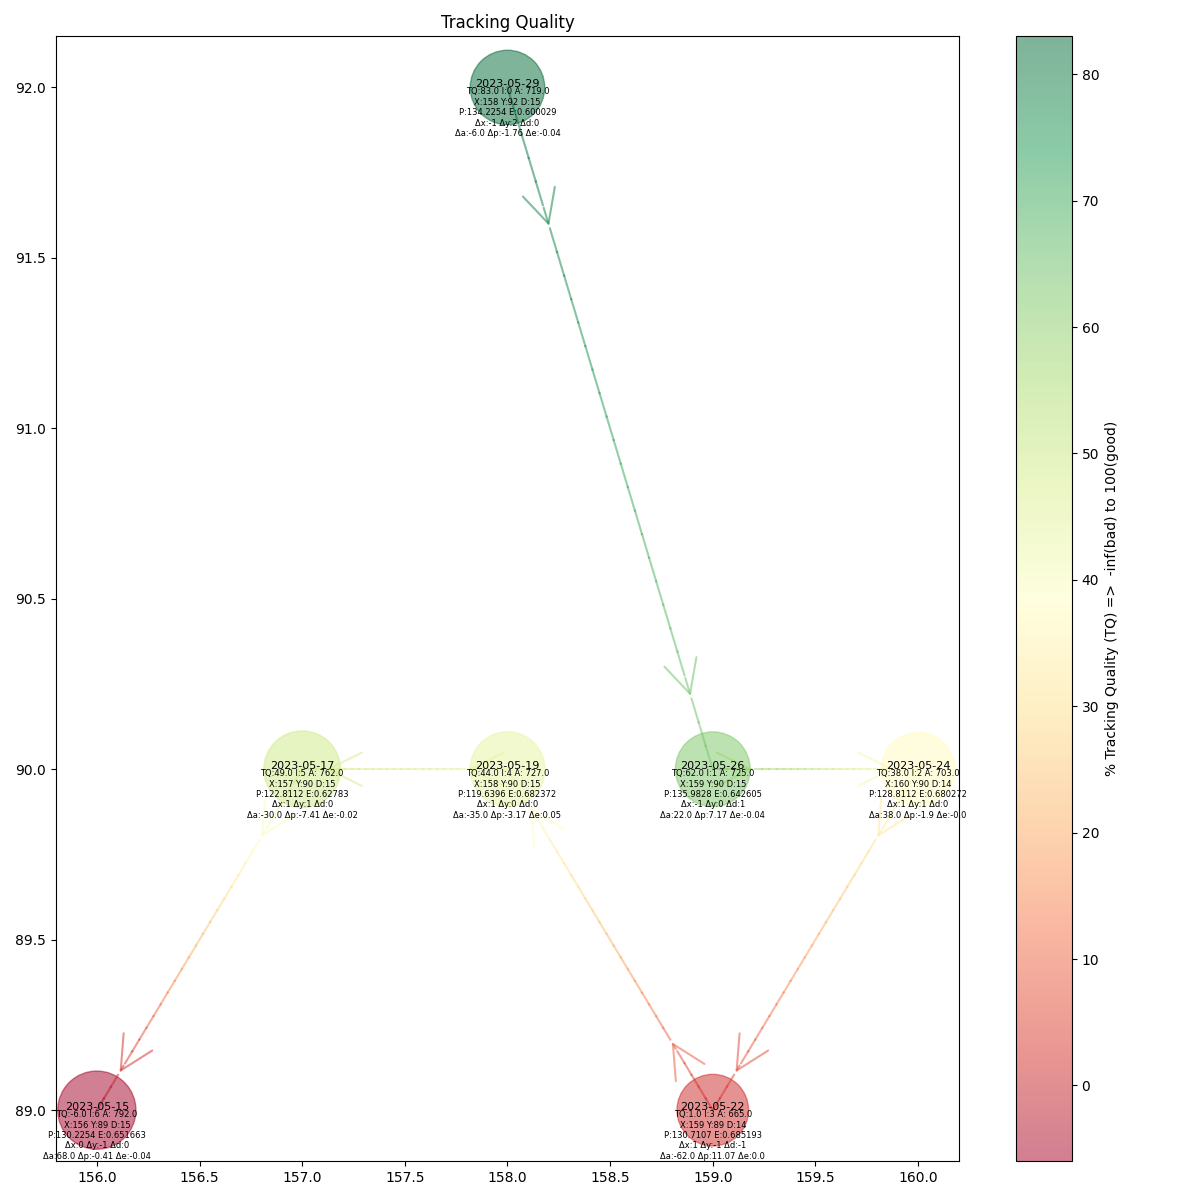 Tracking Quality
92.0
91.5
91.0
90.5
90.0
89.5
89.0
2023-05-29
TQ:83.0 I:0 A: 719.0
X:158 Y:92 D:15
P:134.2254 E:0.600029
Δx:-1 Δy:2 Δd:0
Δa:-6.0 Δp:-1.76 Δe:-0.04
2023-05-17
TQ:49.0 I:5 A: 762.0
X:157 Y:90 D:15
P:122.8112 E:0.62783
Δx:1 Δy:1 Δd:0
Δa:-30.0 Δp:-7.41 Δe:-0.02
2023-05-19
TQ:44.0 I:4 A: 727.0
X:158 Y:90 D:15
P:119.6396 E:0.682372
Δx:1 Δy:0 Δd:0
Δa:-35.0 Δp:-3.17 Δe:0.05
2023-05-26
TQ:62.0 I:1 A: 725.0
X:159 Y:90 D:15
P:135.9828 E:0.642605
Δx:-1 Δy:0 Δd:1
Δa:22.0 Δp:7.17 Δe:-0.04
2023-05-24
TQ:38.0 I:2 A: 703.0
X:160 Y:90 D:14
P:128.8112 E:0.680272
Δx:1 Δy:1 Δd:0
Δa:38.0 Δp:-1.9 Δe:-0.0
2023-05-15
TQ:-6.0 I:6 A: 792.0
X:156 Y:89 D:15
P:130.2254 E:0.651663
Δx:0 Δy:-1 Δd:0
Δa:68.0 Δp:-0.41 Δe:-0.04
2023-05-22
TQ:1.0 I:3 A: 665.0
X:159 Y:89 D:14
P:130.7107 E:0.685193
Δx:1 Δy:-1 Δd:-1
Δa:-62.0 Δp:11.07 Δe:0.0
156.0 156.5 157.0 157.5 158.0 158.5 159.0 159.5 160.0
80
70
60
50
40
30
20
10
0
% Tracking Quality (TQ) => -inf(bad) to 100(good)